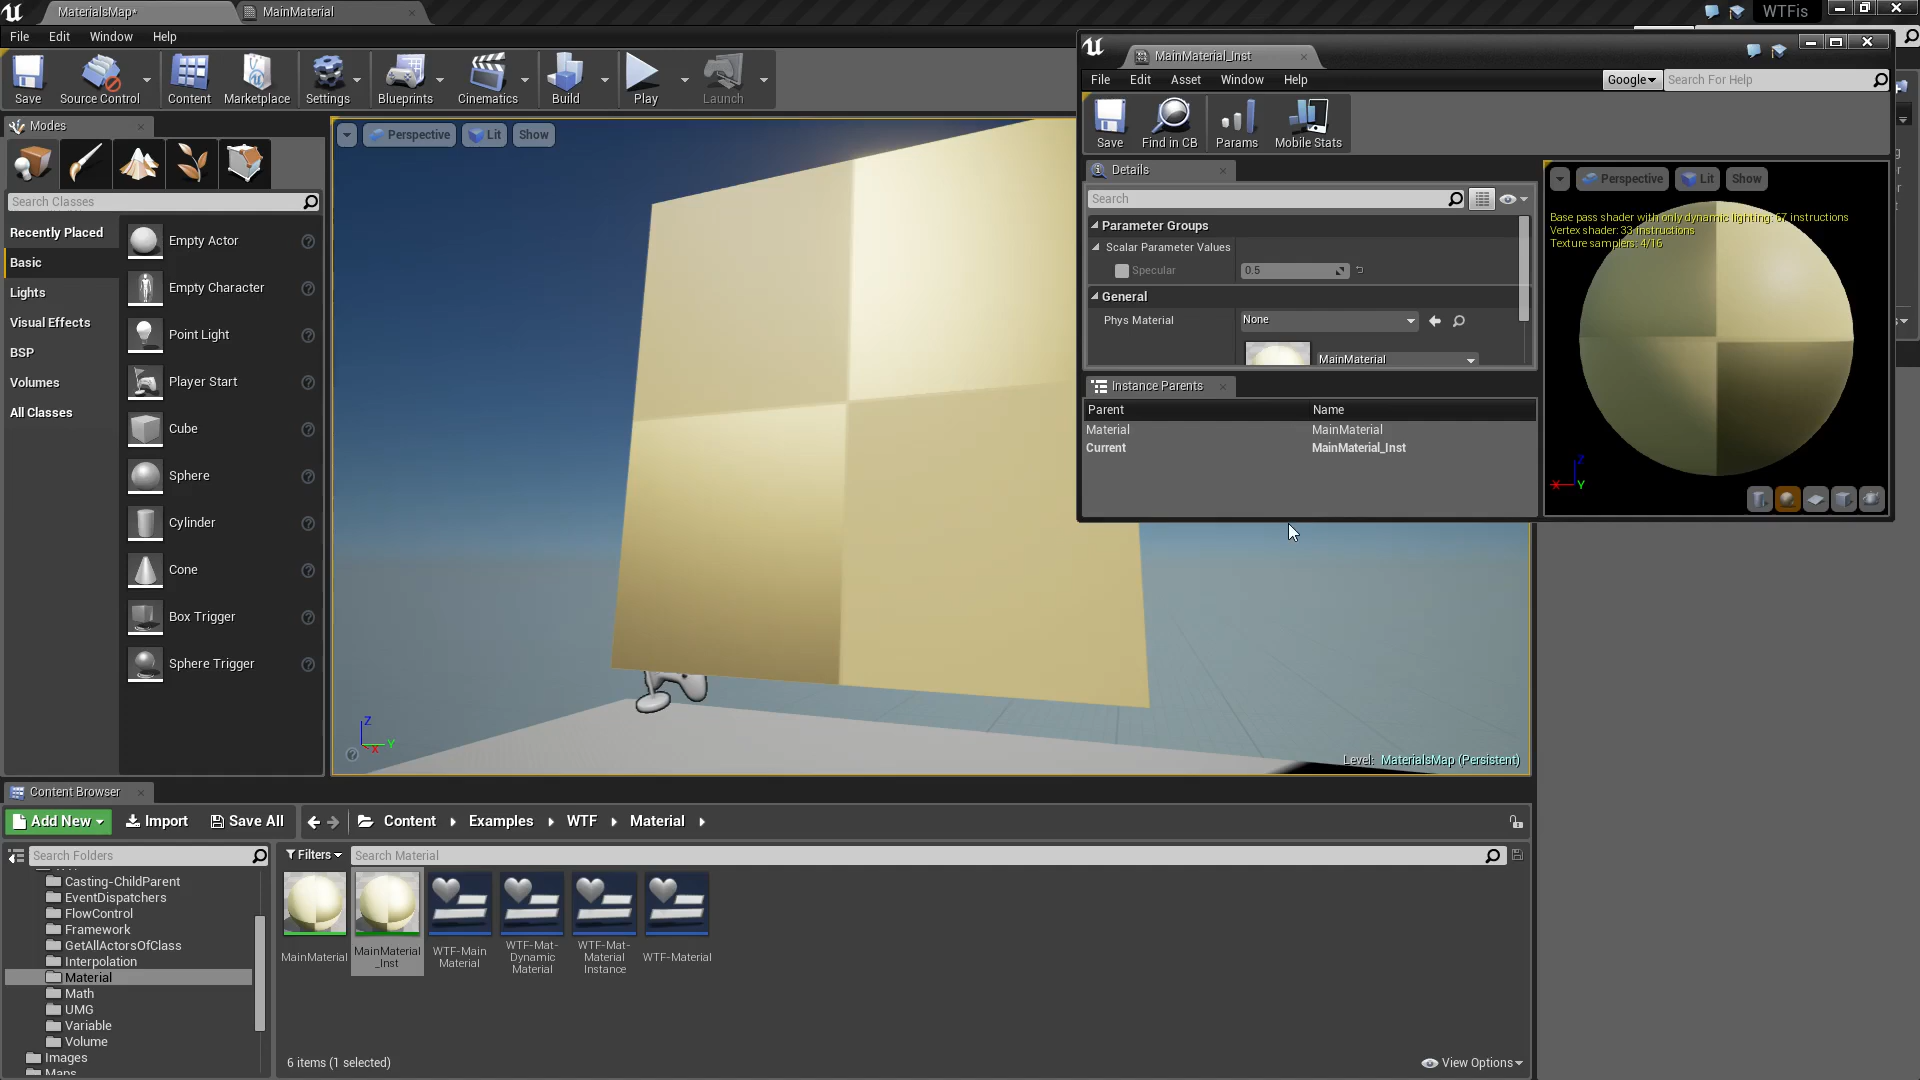 MaterialsMap*
MainMaterial
WTFis
File Edit Window Help
Save
Source Control
Content
Marketplace
Settings
Blueprints
Cinematics
Build
Play
Launch
Modes
Search Classes
Recently Placed
Basic
Lights
Visual Effects
BSP
Volumes
All Classes
Empty Actor
Empty Character
Point Light
Player Start
Cube
Sphere
Cylinder
Cone
Box Trigger
Sphere Trigger
Perspective
Lit
Show
Z
X
Y
Level: MaterialsMap (Persistent)
MainMaterial_Inst
File Edit Asset Window Help
Google
Search For Help
Save
Find in CB
Params
Mobile Stats
Details
Search
Parameter Groups
Scalar Parameter Values
Specular 0.5
General
Phys Material None
MainMaterial
Instance Parents
Parent Name
Material MainMaterial
Current MainMaterial_Inst
Perspective
Lit
Show
Base pass shader with only dynamic lighting: 67 instructions
Vertex shader: 33 instructions
Texture samplers: 4/16
Z
X
Y
Content Browser
Add New
Import
Save All
Content
Examples
WTF
Material
Search Folders
Filters
Search Material
Casting-ChildParent
EventDispatchers
FlowControl
Framework
GetAllActorsOfClass
Interpolation
Material
Math
UMG
Variable
Volume
Images
Maps
MainMaterial
MainMaterial
_Inst
WTF-Main
Material
WTF-Mat-
Dynamic
Material
WTF-Mat-
Material
Instance
WTF-Material
6 items (1 selected)
View Options